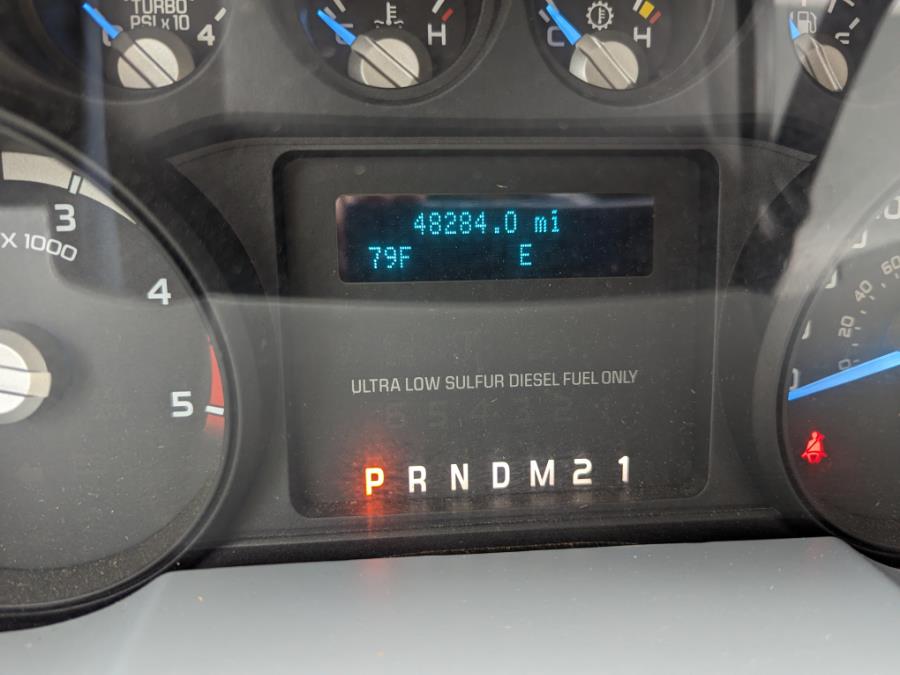 TURBO
PSI x 10
0 4
H
C H
48284.0 mi
79F E
3
X 1000
4
5
ULTRA LOW SULFUR DIESEL FUEL ONLY
P R N D M 2 1
20 40 60